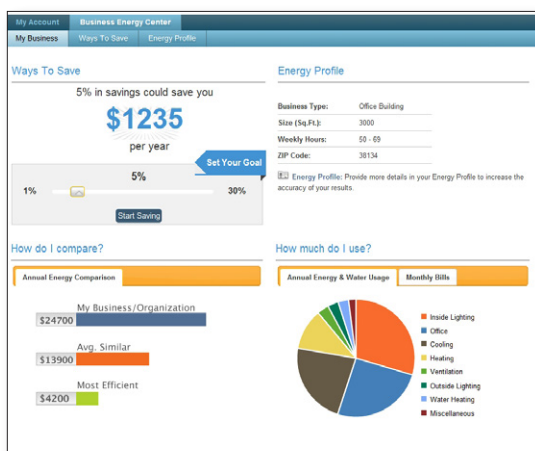 My Account
Business Energy Center
My Business
Ways To Save
Energy Profile
Ways To Save
5% in savings could save you
$1235
per year
Set Your Goal
5%
1%
30%
Start Saving
Energy Profile
Business Type: Office Building
Size (Sq.Ft.): 3000
Weekly Hours: 50 - 69
ZIP Code: 38134
Energy Profile: Provide more details in your Energy Profile to increase the
accuracy of your results.
How do I compare?
Annual Energy Comparison
My Business/Organization
$24700
Avg. Similar
$13900
Most Efficient
$4200
How much do I use?
Annual Energy & Water Usage
Monthly Bills
Inside Lighting
Office
Cooling
Heating
Ventilation
Outside Lighting
Water Heating
Miscellaneous